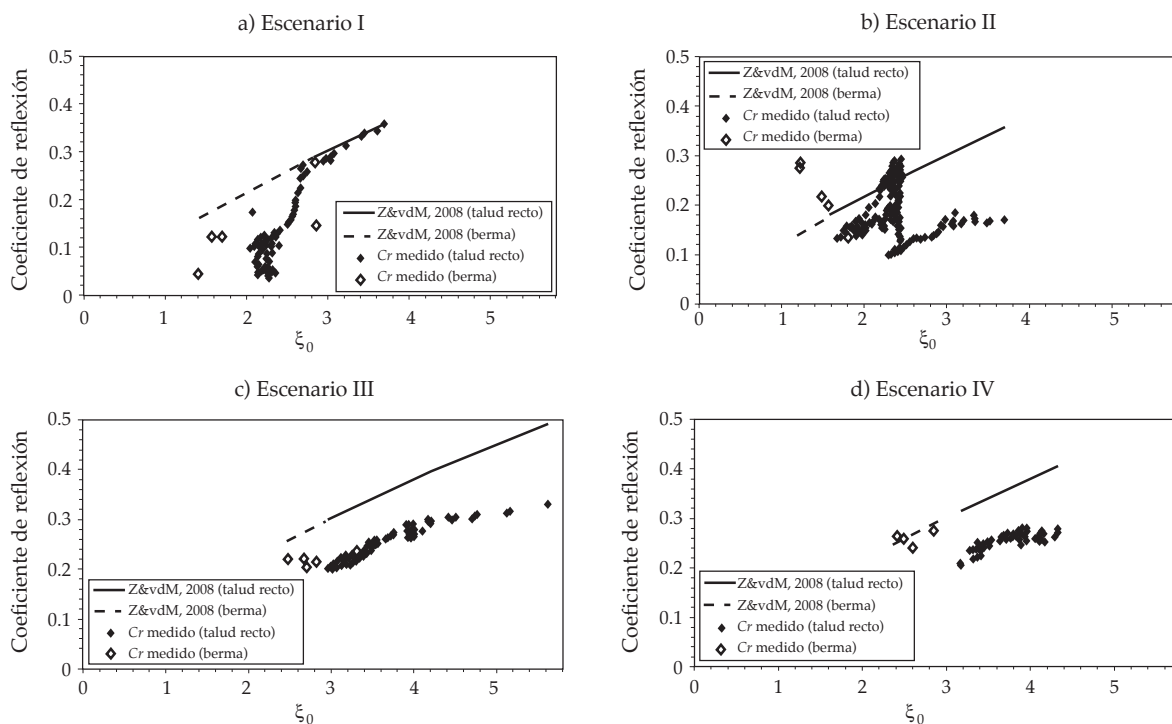 a) Escenario I
Coeficiente de reflexión
0.5
0.4
0.3
0.2
0.1
0
Z&vdM, 2008 (talud recto)
Z&vdM, 2008 (berma)
Cr medido (talud recto)
Cr medido (berma)
0 1 2 3 4 5
ξ0
b) Escenario II
Coeficiente de reflexión
0.5
0.4
0.3
0.2
0.1
0
Z&vdM, 2008 (talud recto)
Z&vdM, 2008 (berma)
Cr medido (talud recto)
Cr medido (berma)
0 1 2 3 4 5
ξ0
c) Escenario III
Coeficiente de reflexión
0.5
0.4
0.3
0.2
0.1
0
Z&vdM, 2008 (talud recto)
Z&vdM, 2008 (berma)
Cr medido (talud recto)
Cr medido (berma)
0 1 2 3 4 5
ξ0
d) Escenario IV
Coeficiente de reflexión
0.5
0.4
0.3
0.2
0.1
0
Z&vdM, 2008 (talud recto)
Z&vdM, 2008 (berma)
Cr medido (talud recto)
Cr medido (berma)
0 1 2 3 4 5
ξ0